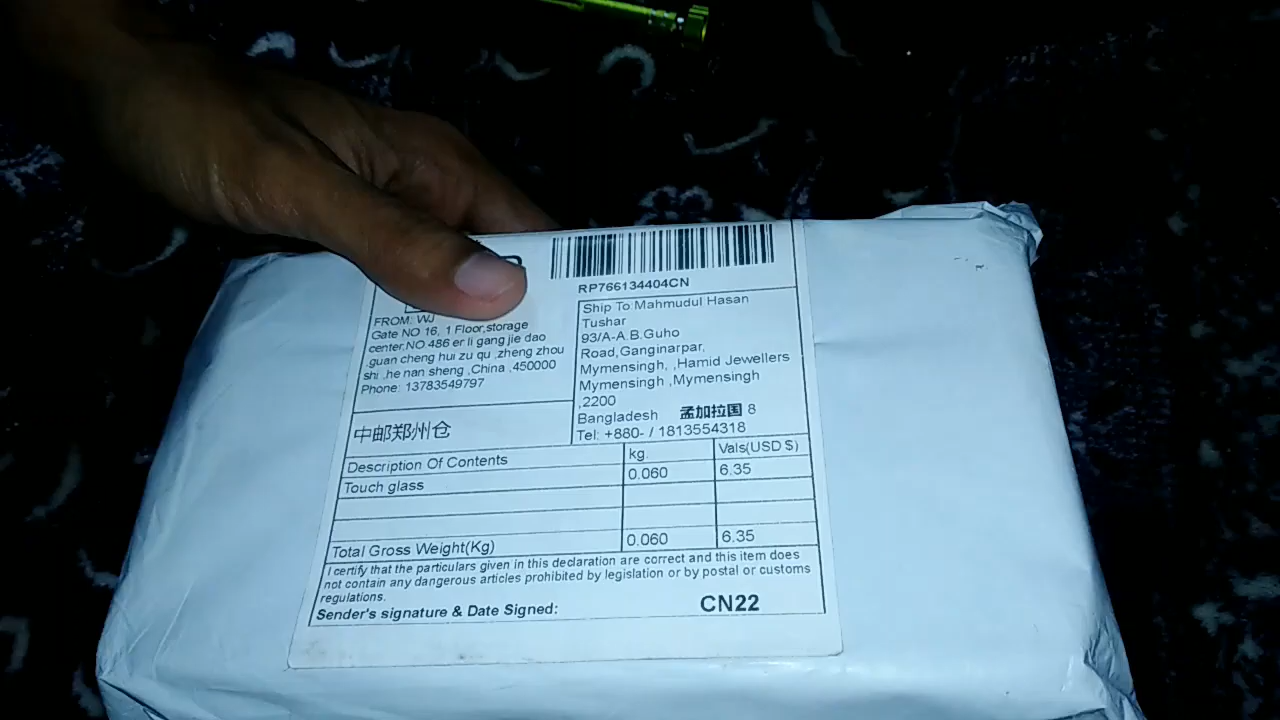 RP766134404CN
FROM: WJ
Gate NO 16, 1 Floor,storage
center,NO 486 er li gang jie dao
,guan cheng hui zu qu ,zheng zhou
shi ,he nan sheng ,China ,450000
Phone: 13783549797
中邮郑州仓
Ship To:Mahmudul Hasan
Tushar
93/A-A.B.Guho
Road,Ganginarpar,
Mymensingh, ,Hamid Jewellers
Mymensingh ,Mymensingh
,2200
Bangladesh 孟加拉国 8
Tel: +880- / 1813554318
Description Of Contents kg. Vals(USD $)
Touch glass 0.060 6.35
Total Gross Weight(Kg) 0.060 6.35
I certify that the particulars given in this declaration are correct and this item does
not contain any dangerous articles prohibited by legislation or by postal or customs
regulations.
Sender's signature & Date Signed: CN22